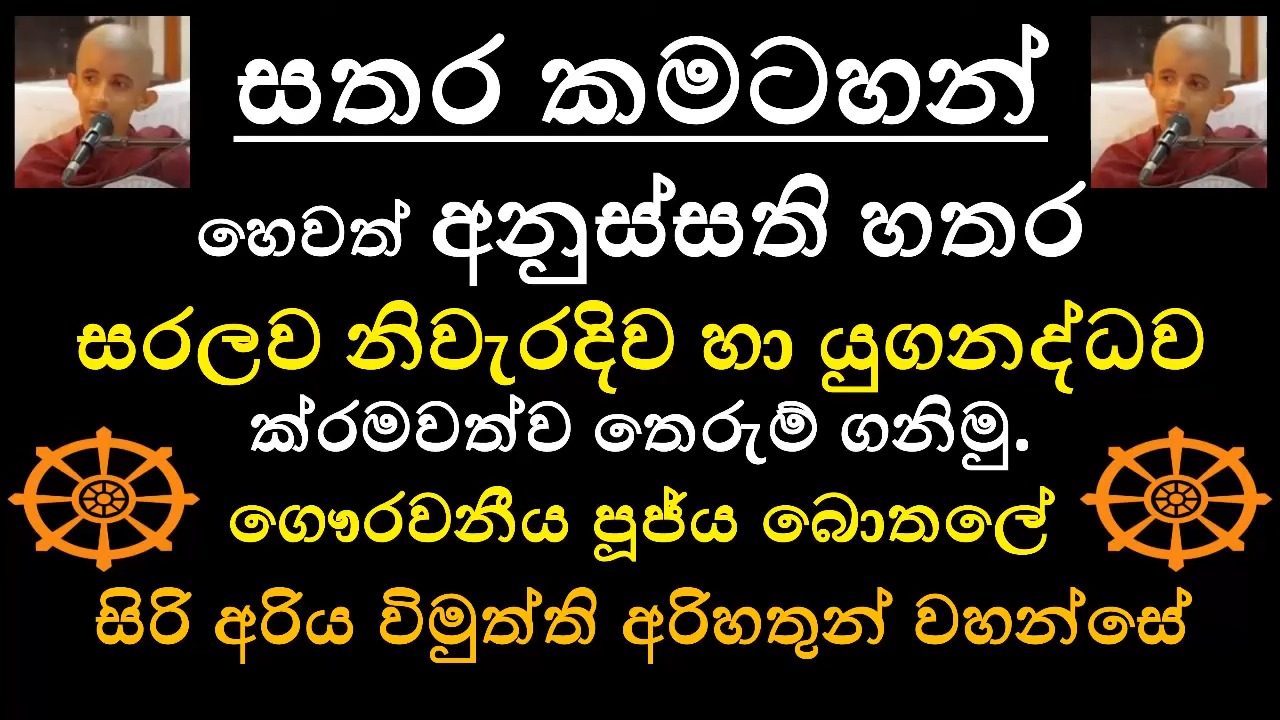 සතර කමටහන්
හෙවත් අනුස්සති හතර
සරලව නිවැරදිව හා යුගනද්ධව
ක්රමවත්ව තෙරුම් ගනිමු.
ගෞරවනීය පූජ්ය බොතලේ
සිරි අරිය විමුත්ති අරිහතුන් වහන්සේ